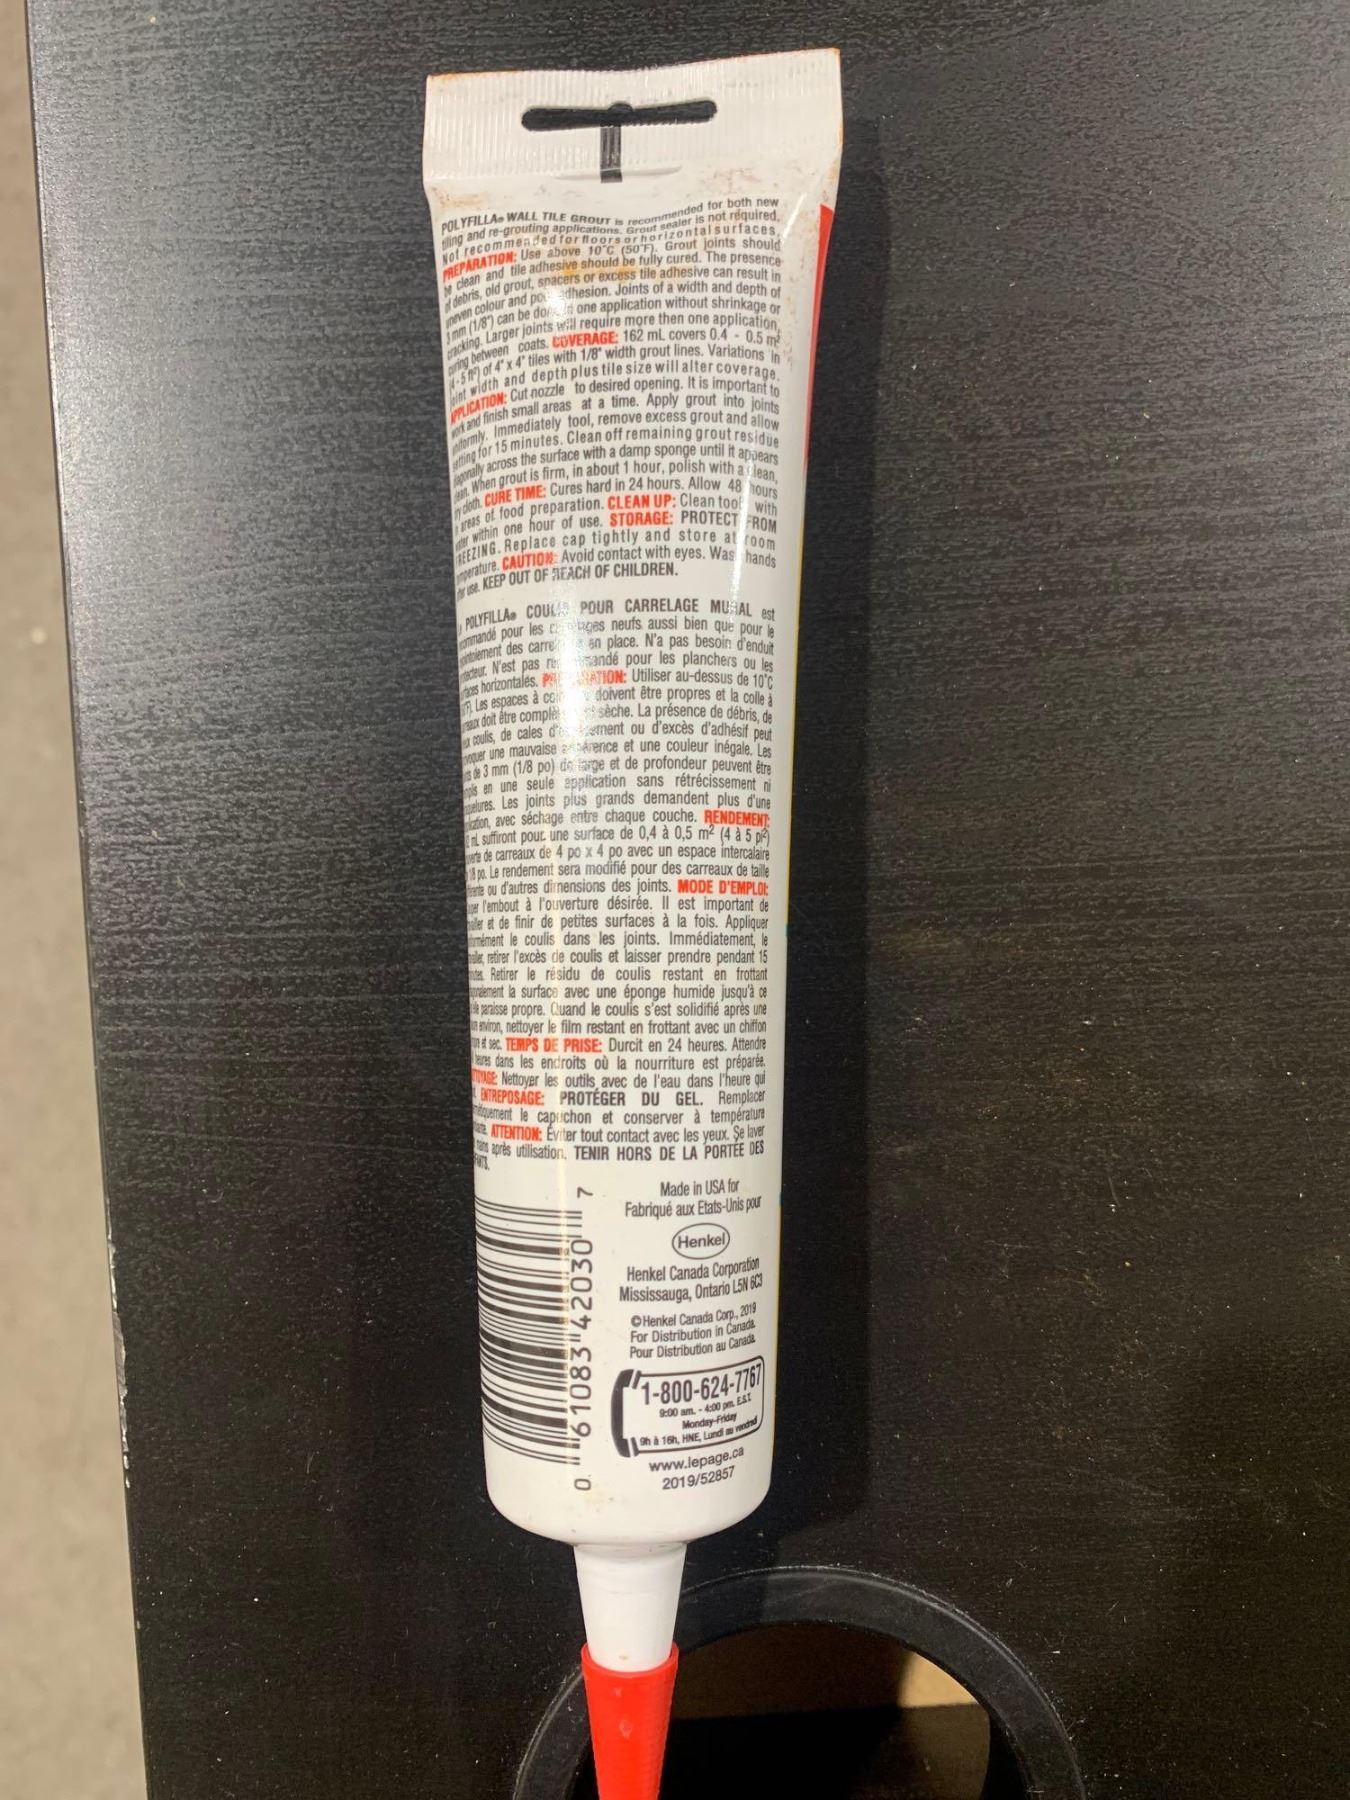 POLYFILLA® WALL TILE GROUT is recommended for both new
tiling and re-grouting applications. Grout sealer is not required.
Not recommended for floors or horizontal surfaces.
PREPARATION: Use above 10°C (50°F). Grout joints should
be clean and tile adhesive should be fully cured. The presence
of debris, old grout, spacers or excess tile adhesive can result in
uneven colour and poor adhesion. Joints of a width and depth of
3 mm (1/8") can be done in one application without shrinkage or
cracking. Larger joints will require more then one application,
curing between coats. COVERAGE: 162 mL covers 0.4 - 0.5 m²
(4-5 ft²) of 4" x 4" tiles with 1/8" width grout lines. Variations in
joint width and depth plus tile size will alter coverage.
APPLICATION: Cut nozzle to desired opening. It is important to
work and finish small areas at a time. Apply grout into joints
uniformly. Immediately tool, remove excess grout and allow
setting for 15 minutes. Clean off remaining grout residue
diagonally across the surface with a damp sponge until it appears
clean. When grout is firm, in about 1 hour, polish with a clean,
dry cloth. CURE TIME: Cures hard in 24 hours. Allow 48 hours
in areas of food preparation. CLEAN UP: Clean tools with
water within one hour of use. STORAGE: PROTECT FROM
FREEZING. Replace cap tightly and store at room
temperature. CAUTION: Avoid contact with eyes. Wash hands
after use. KEEP OUT OF REACH OF CHILDREN.
POLYFILLA® COULIS POUR CARRELAGE MURAL est
pour les carrelages neufs aussi bien que pour le
des carrelages en place. N'a pas besoin d'enduit
N'est pas recommandé pour les planchers ou les
horizontales. PRÉPARATION: Utiliser au-dessus de 10°C
Les espaces à doivent être propres et la colle à
doit être complètement sèche. La présence de débris, de
coulis, de cales d'espacement ou d'excès d'adhésif peut
une mauvaise adhérence et une couleur inégale. Les
de 3 mm (1/8 po) de large et de profondeur peuvent être
en une seule application sans rétrécissement ni
Les joints plus grands demandent plus d'une
avec séchage entre chaque couche. RENDEMENT:
mL suffiront pour une surface de 0,4 à 0,5 m² (4 à 5 pi²)
de carreaux de 4 po x 4 po avec un espace intercalaire
po. Le rendement sera modifié pour des carreaux de taille
ou d'autres dimensions des joints. MODE D'EMPLOI:
l'embout à l'ouverture désirée. Il est important de
et de finir de petites surfaces à la fois. Appliquer
le coulis dans les joints. Immédiatement, le
retirer l'excès de coulis et laisser prendre pendant 15
Retirer le résidu de coulis restant en frottant
la surface avec une éponge humide jusqu'à ce
paraisse propre. Quand le coulis s'est solidifié après une
environ, nettoyer le film restant en frottant avec un chiffon
et sec. TEMPS DE PRISE: Durcit en 24 heures. Attendre
heures dans les endroits où la nourriture est préparée.
Nettoyer les outils avec de l'eau dans l'heure qui
ENTREPOSAGE: PROTÉGER DU GEL. Remplacer
le capuchon et conserver à température
ATTENTION: Éviter tout contact avec les yeux. Se laver
mains après utilisation. TENIR HORS DE LA PORTÉE DES
0 61083 42030 7
Made in USA for
Fabriqué aux Etats-Unis pour
Henkel
Henkel Canada Corporation
Mississauga, Ontario L5N 6C3
©Henkel Canada Corp., 2019
For Distribution in Canada.
Pour Distribution au Canada.
1-800-624-7767
9:00 am. - 4:00 pm. E.S.T.
Monday-Friday
9h à 16h, HNE, Lundi au vendredi
www.lepage.ca
2019/52857